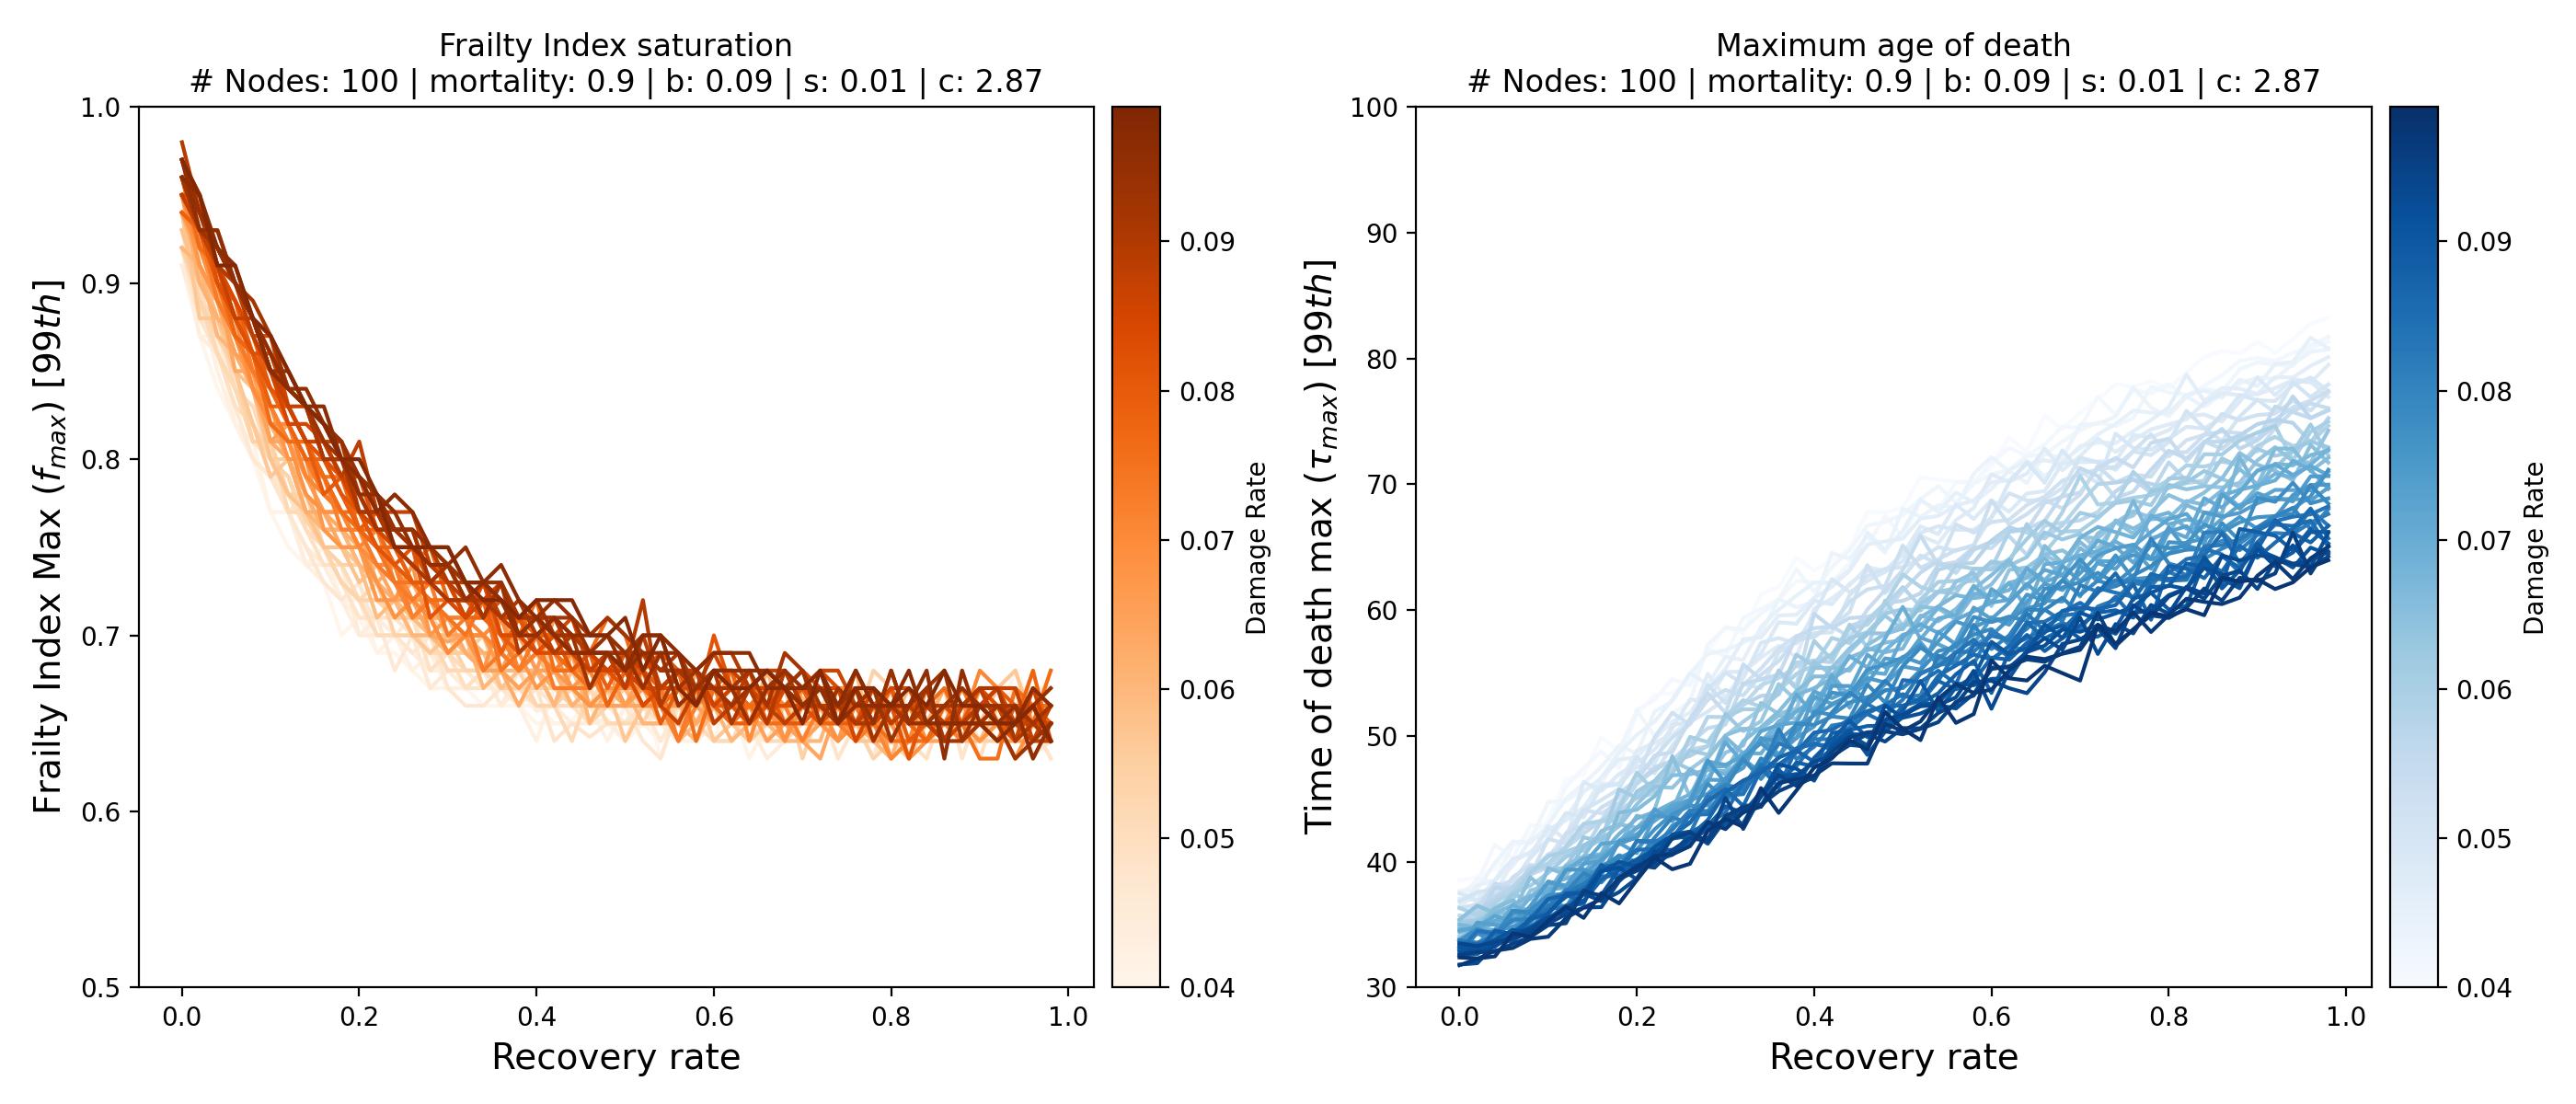 Frailty Index saturation
# Nodes: 100 | mortality: 0.9 | b: 0.09 | s: 0.01 | c: 2.87
Frailty Index Max (fmax) [99th]
1.0
0.9
0.8
0.7
0.6
0.5
0.0 0.2 0.4 0.6 0.8 1.0
Recovery rate
0.09
0.08
0.07
0.06
0.05
0.04
Damage Rate
Maximum age of death
# Nodes: 100 | mortality: 0.9 | b: 0.09 | s: 0.01 | c: 2.87
Time of death max (τmax) [99th]
100
90
80
70
60
50
40
30
0.0 0.2 0.4 0.6 0.8 1.0
Recovery rate
0.09
0.08
0.07
0.06
0.05
0.04
Damage Rate